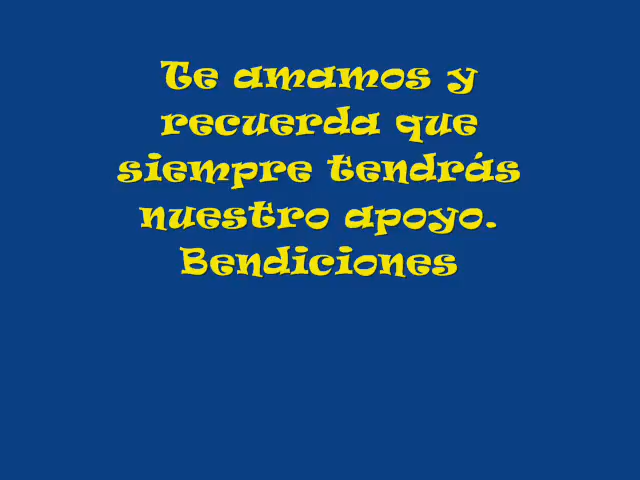 Te amamos y
recuerda que
siempre tendrás
nuestro apoyo.
Bendiciones